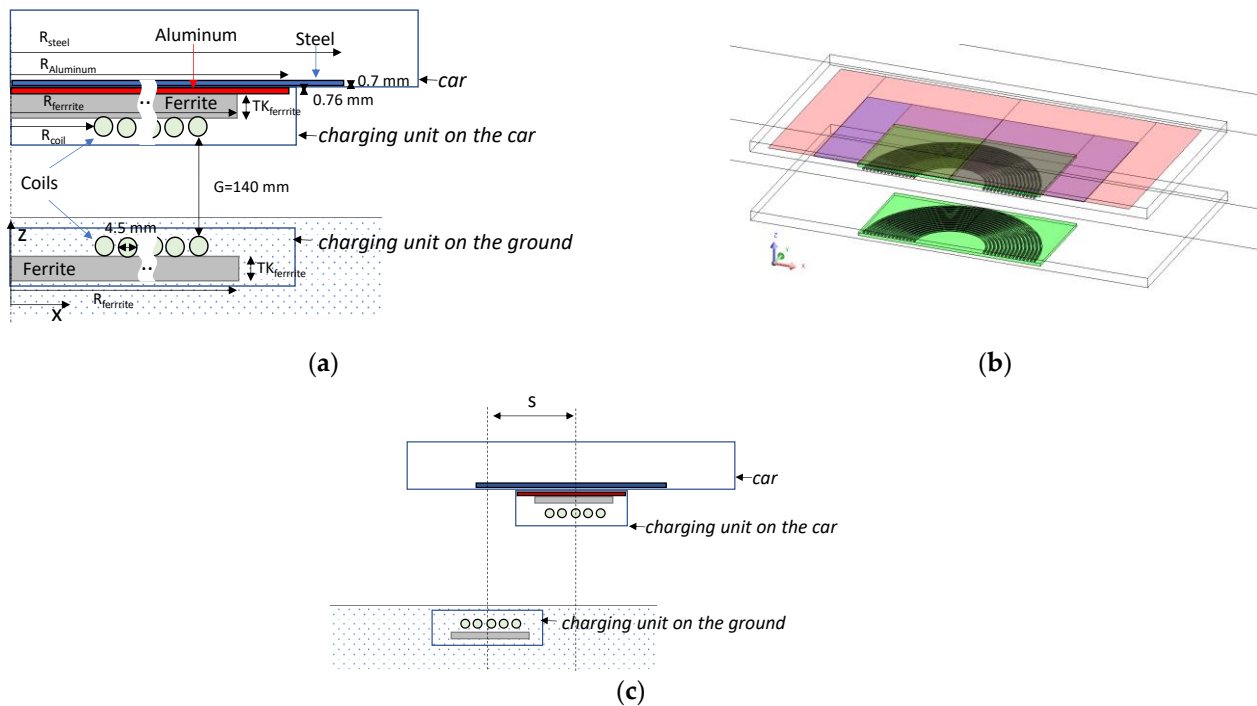 R_steel
Aluminum
Steel
car
0.7 mm
R_Aluminum
0.76 mm
R_ferrrite
Ferrite
TK_ferrrite
R_coil
charging unit on the car
Coils
G=140 mm
4.5 mm
Z
charging unit on the ground
Ferrite
TK_ferrrite
R_ferrrite
X
(a)
Z
Y
X
(b)
S
car
charging unit on the car
charging unit on the ground
(c)